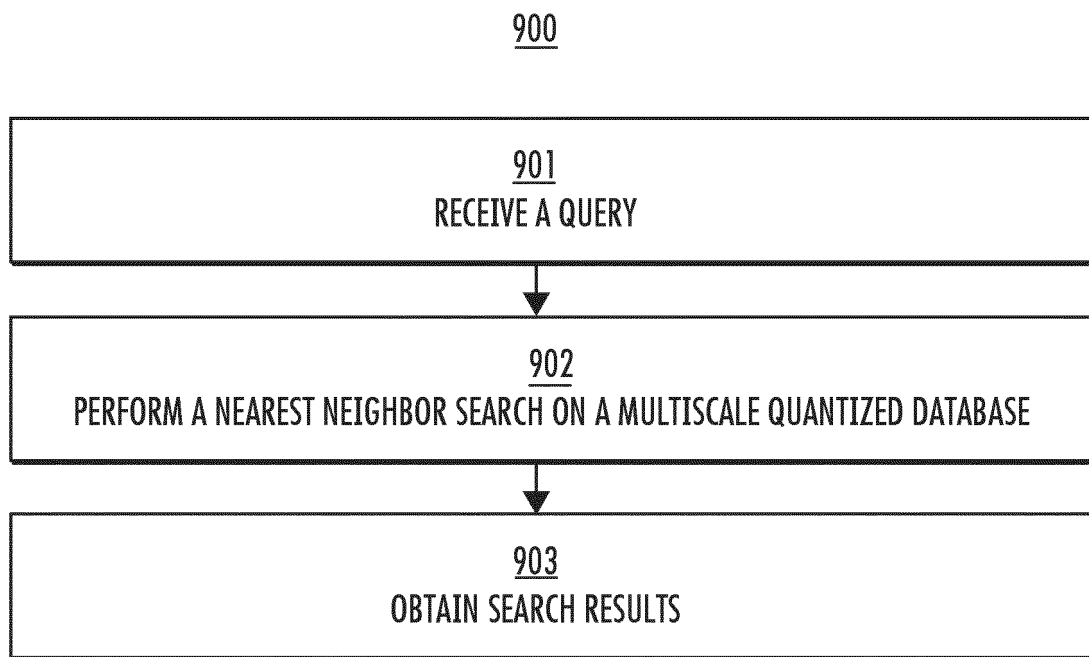 900
901
RECEIVE A QUERY
902
PERFORM A NEAREST NEIGHBOR SEARCH ON A MULTISCALE QUANTIZED DATABASE
903
OBTAIN SEARCH RESULTS